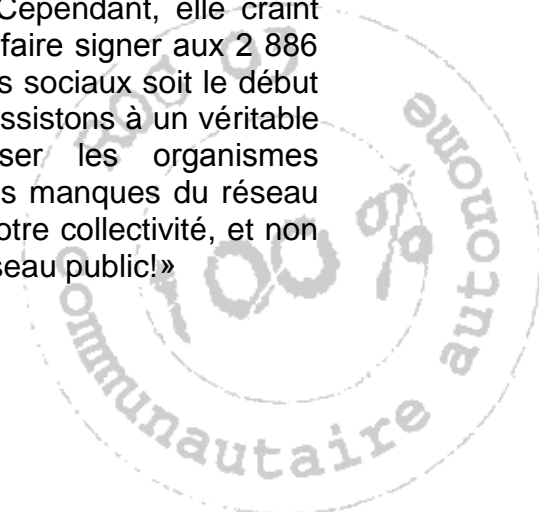 Cependant, elle craint
faire signer aux 2 886
s sociaux soit le début
ssistons à un véritable
ser les organismes
s manques du réseau
otre collectivité, et non
seau public!»
100 %
communautaire
autonome